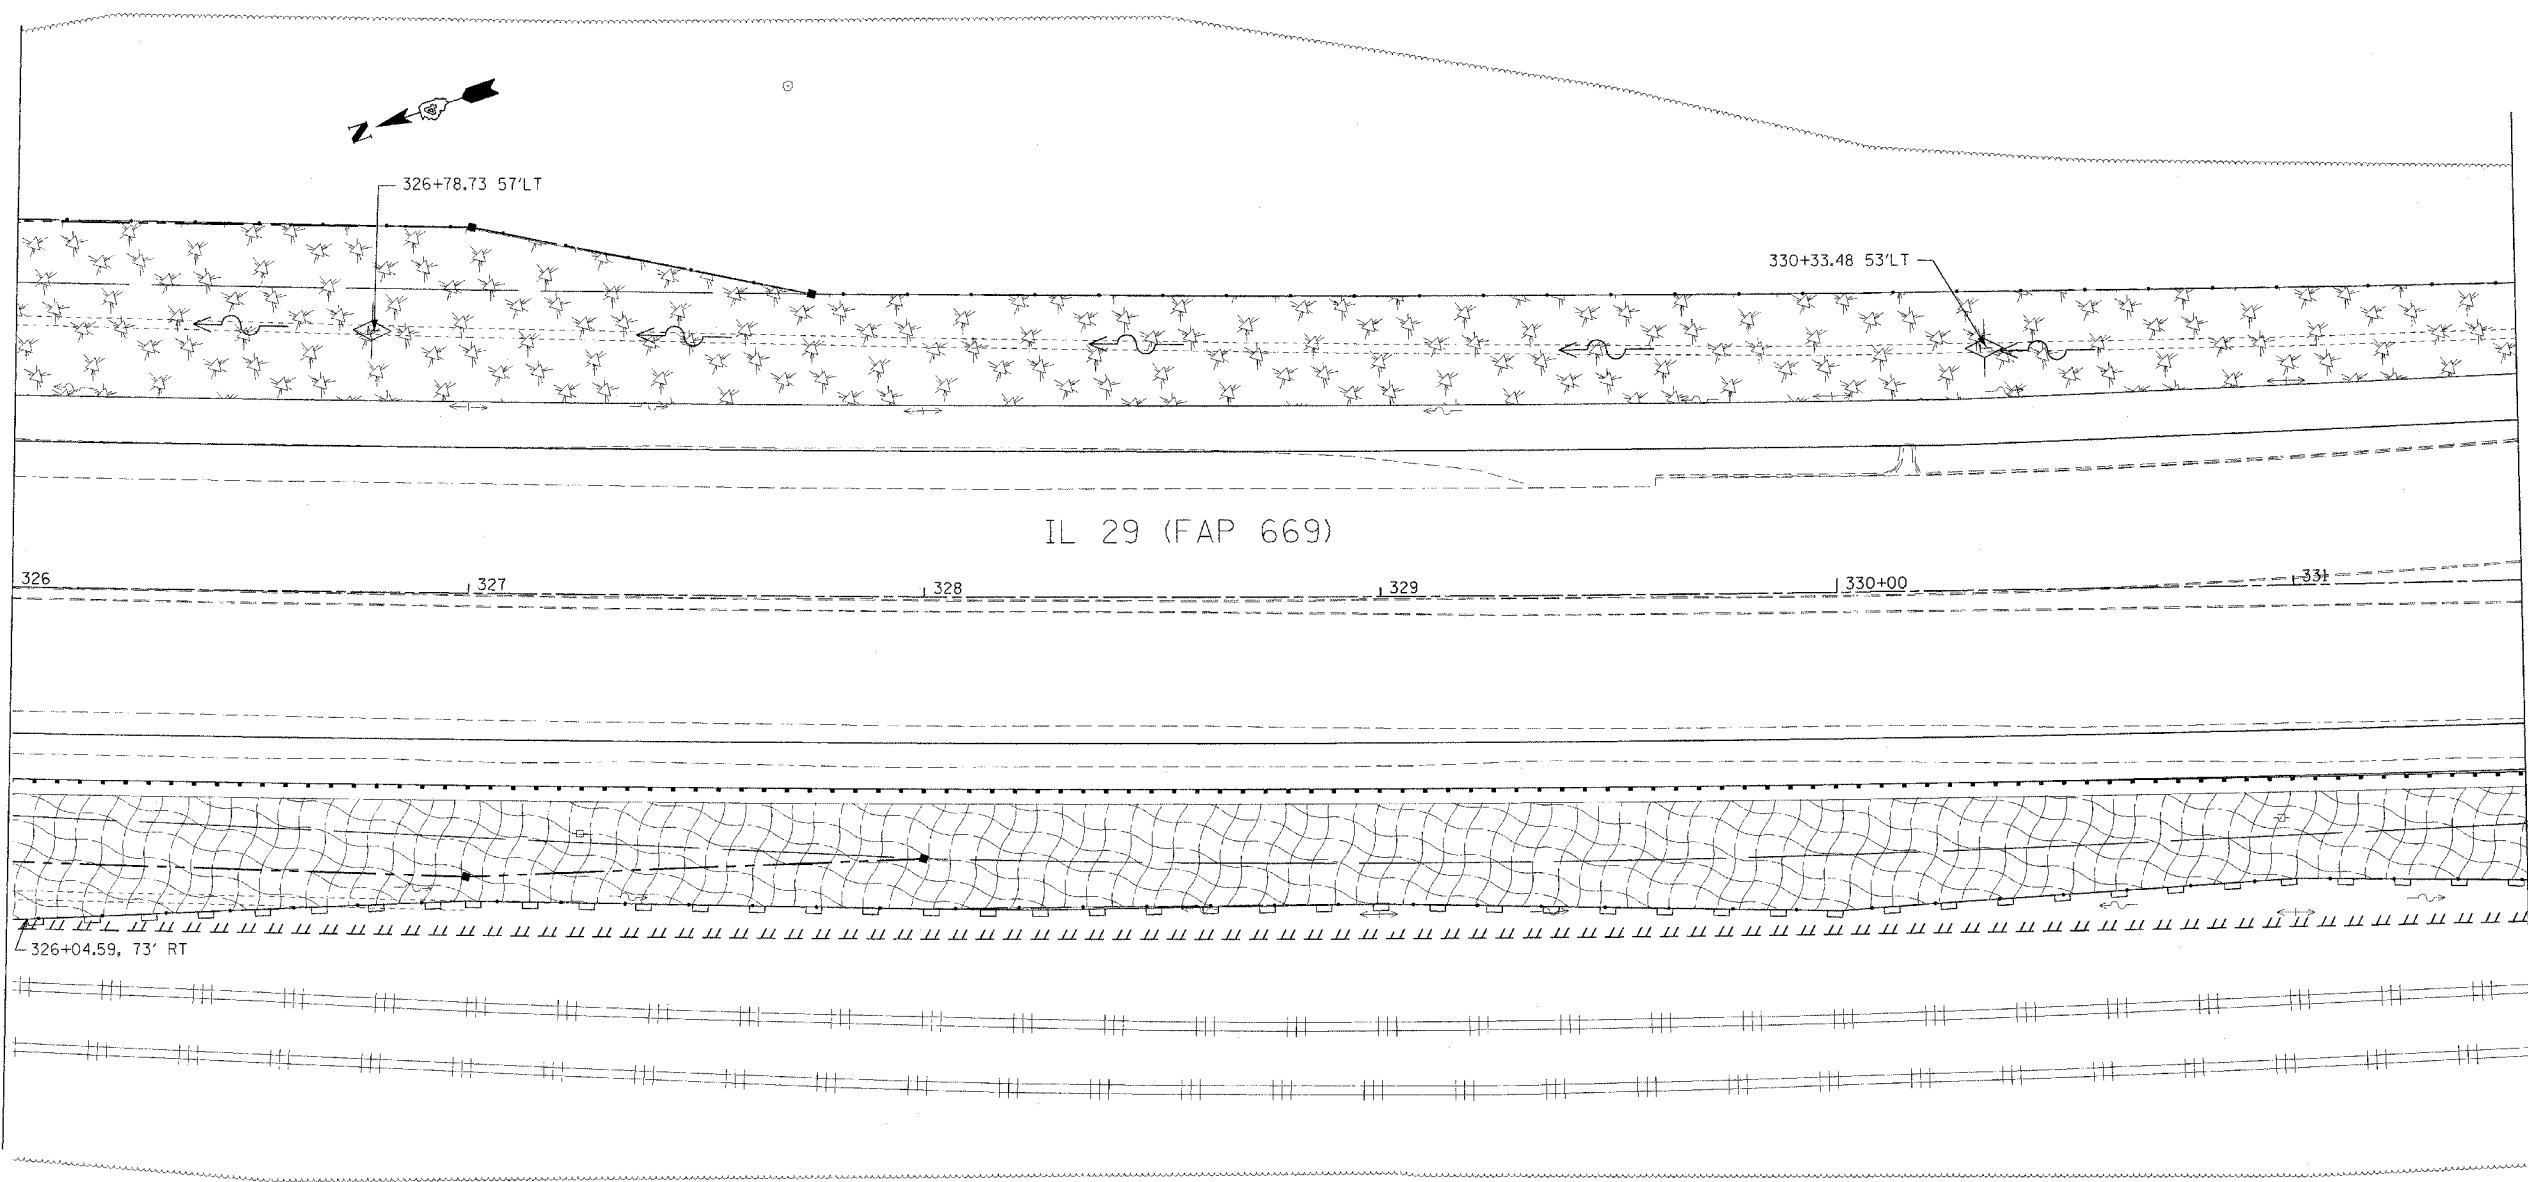 N
326+78.73 57'LT
330+33.48 53'LT
IL 29 (FAP 669)
326
327
328
329
330+00
331
326+04.59, 73' RT